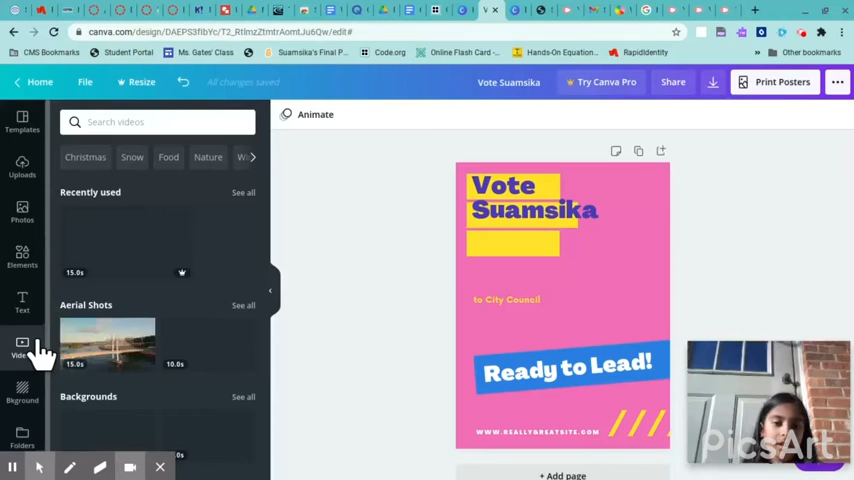 canva.com/design/DAEPS3fIbYc/T2_RtlmzZtmtrAomtJu6Qw/edit#
CMS Bookmarks
Student Portal
Ms. Gates' Class
Suamsika's Final P...
Code.org
Online Flash Card -...
Hands-On Equation...
RapidIdentity
»
Other bookmarks
Home
File
Resize
All changes saved
Vote Suamsika
Try Canva Pro
Share
Print Posters
Templates
Search videos
Animate
Christmas
Snow
Food
Nature
Uploads
Recently used
See all
Vote
Suamsika
Photos
Elements
15.0s
Text
Aerial Shots
See all
to City Council
Video
15.0s
10.0s
Ready to Lead!
Bkground
Backgrounds
See all
WWW.REALLYGREATSITE.COM
Folders
+ Add page
PicsArt